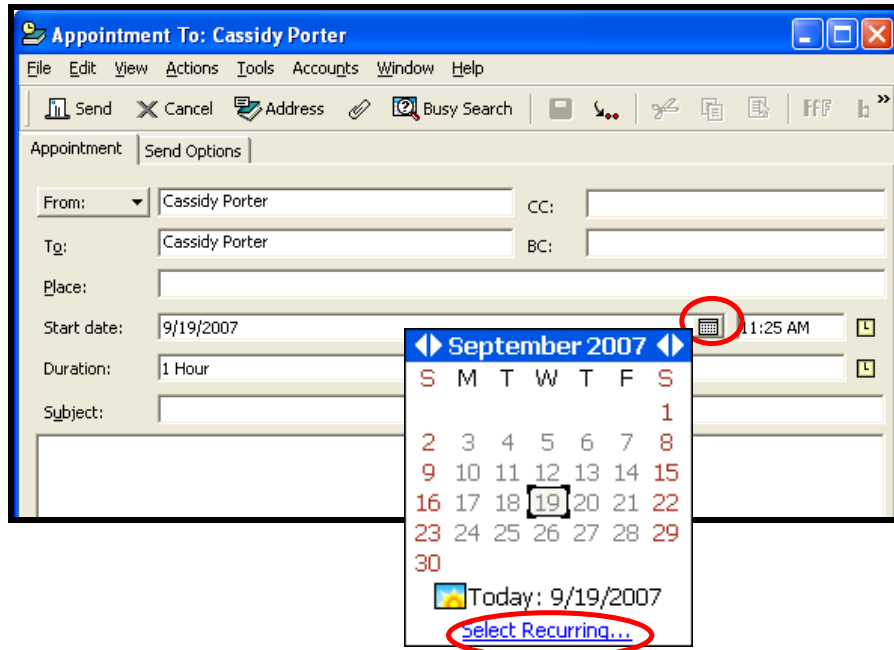 Appointment To: Cassidy Porter
File Edit View Actions Tools Accounts Window Help
Send Cancel Address Busy Search
Appointment Send Options
From: Cassidy Porter CC:
To: Cassidy Porter BC:
Place:
Start date: 9/19/2007 11:25 AM
Duration: 1 Hour
Subject:
September 2007
S M T W T F S
1
2 3 4 5 6 7 8
9 10 11 12 13 14 15
16 17 18 19 20 21 22
23 24 25 26 27 28 29
30
Today: 9/19/2007
Select Recurring...